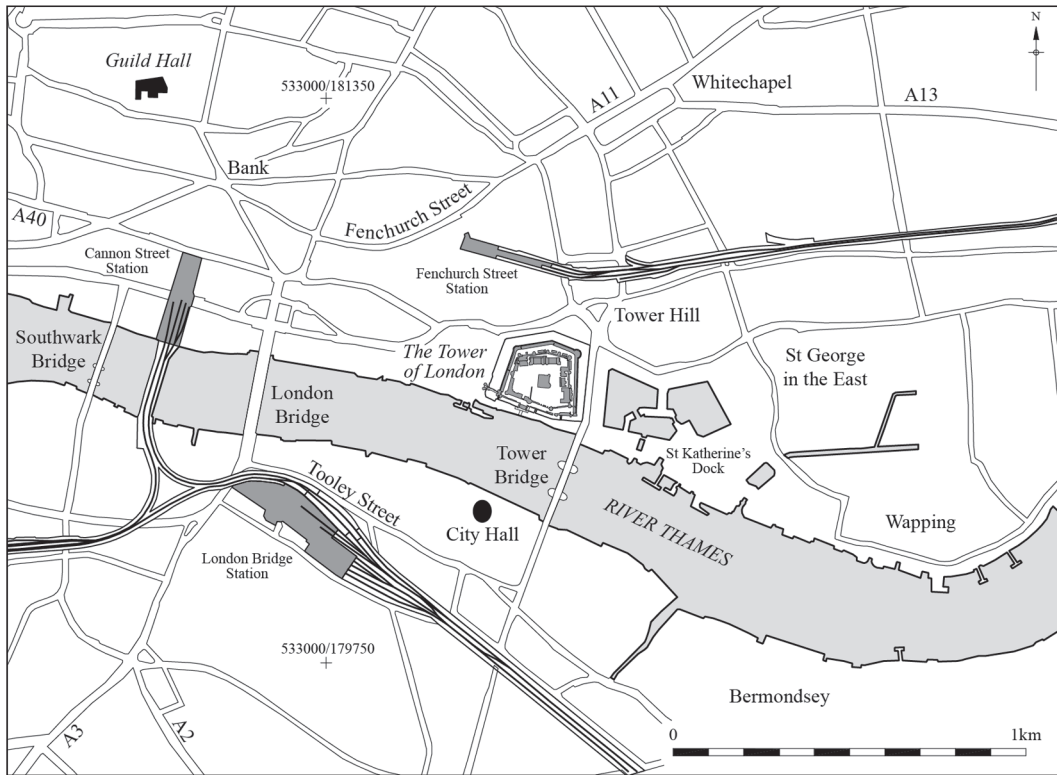 N
Guild Hall
533000/181350
A11
Whitechapel
A13
Bank
A40
Fenchurch Street
Cannon Street
Station
Fenchurch Street
Station
Tower Hill
Southwark
Bridge
The Tower
of London
St George
in the East
London
Bridge
Tower
Bridge
St Katherine's
Dock
Tooley Street
City Hall
RIVER THAMES
Wapping
London Bridge
Station
533000/179750
Bermondsey
A3
A2
0
1km